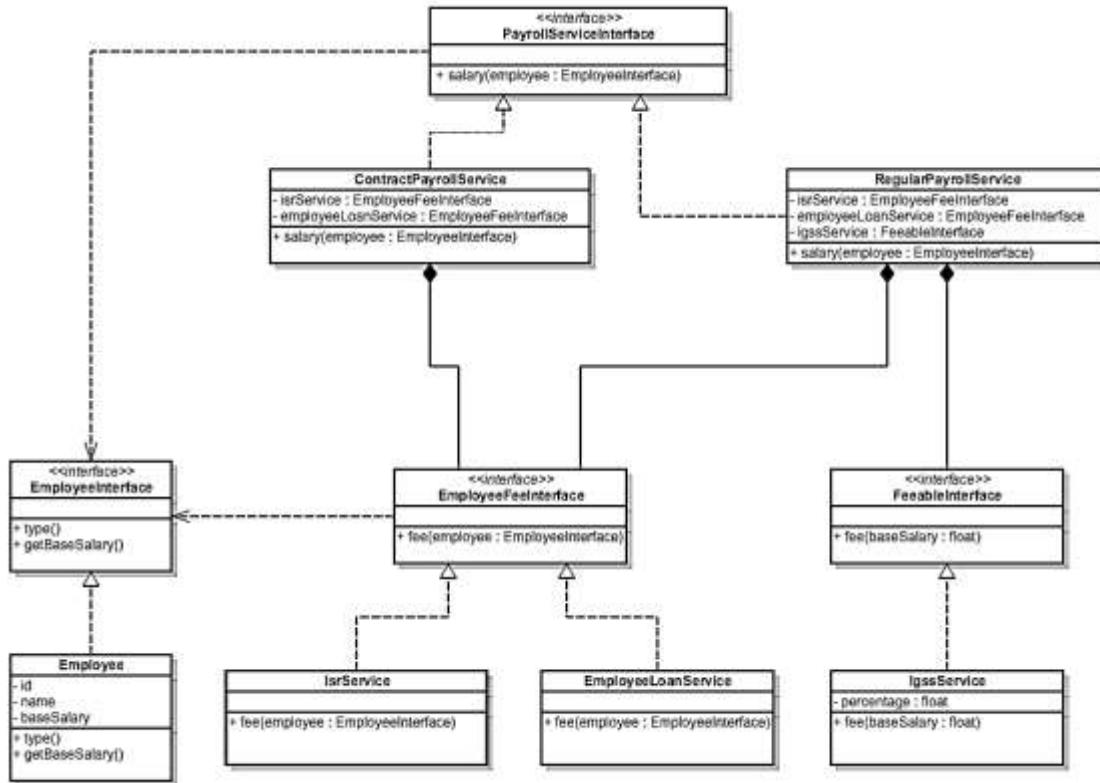 <<interface>>
PayrollServiceInterface
+ salary(employee : EmployeeInterface)
ContractPayrollService
- isrService : EmployeeFeeInterface
- employeeLoanService : EmployeeFeeInterface
+ salary(employee : EmployeeInterface)
RegularPayrollService
- isrService : EmployeeFeeInterface
- employeeLoanService : EmployeeFeeInterface
- igssService : FeeableInterface
+ salary(employee : EmployeeInterface)
<<interface>>
EmployeeInterface
+ type()
+ getBaseSalary()
<<interface>>
EmployeeFeeInterface
+ fee(employee : EmployeeInterface)
<<interface>>
FeeableInterface
+ fee(baseSalary : float)
Employee
- id
- name
- baseSalary
+ type()
+ getBaseSalary()
IsrService
+ fee(employee : EmployeeInterface)
EmployeeLoanService
+ fee(employee : EmployeeInterface)
IgssService
- percentage : float
+ fee(baseSalary : float)